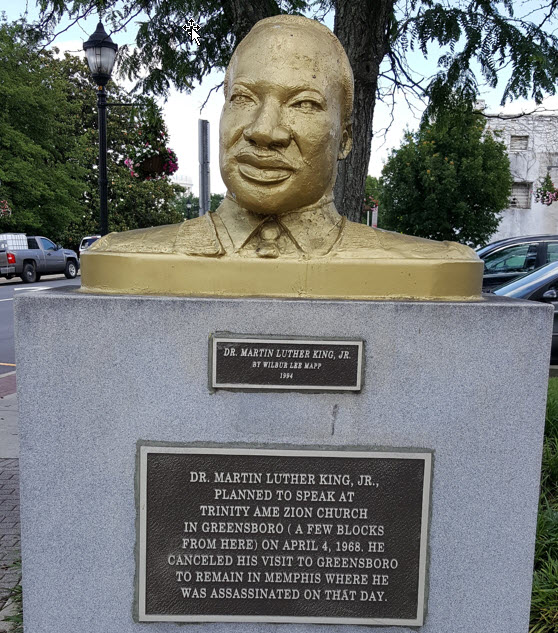 DR. MARTIN LUTHER KING, JR.
BY WILBUR LEE MAPP
1994
DR. MARTIN LUTHER KING, JR.,
PLANNED TO SPEAK AT
TRINITY AME ZION CHURCH
IN GREENSBORO ( A FEW BLOCKS
FROM HERE) ON APRIL 4, 1968. HE
CANCELED HIS VISIT TO GREENSBORO
TO REMAIN IN MEMPHIS WHERE HE
WAS ASSASSINATED ON THAT DAY.